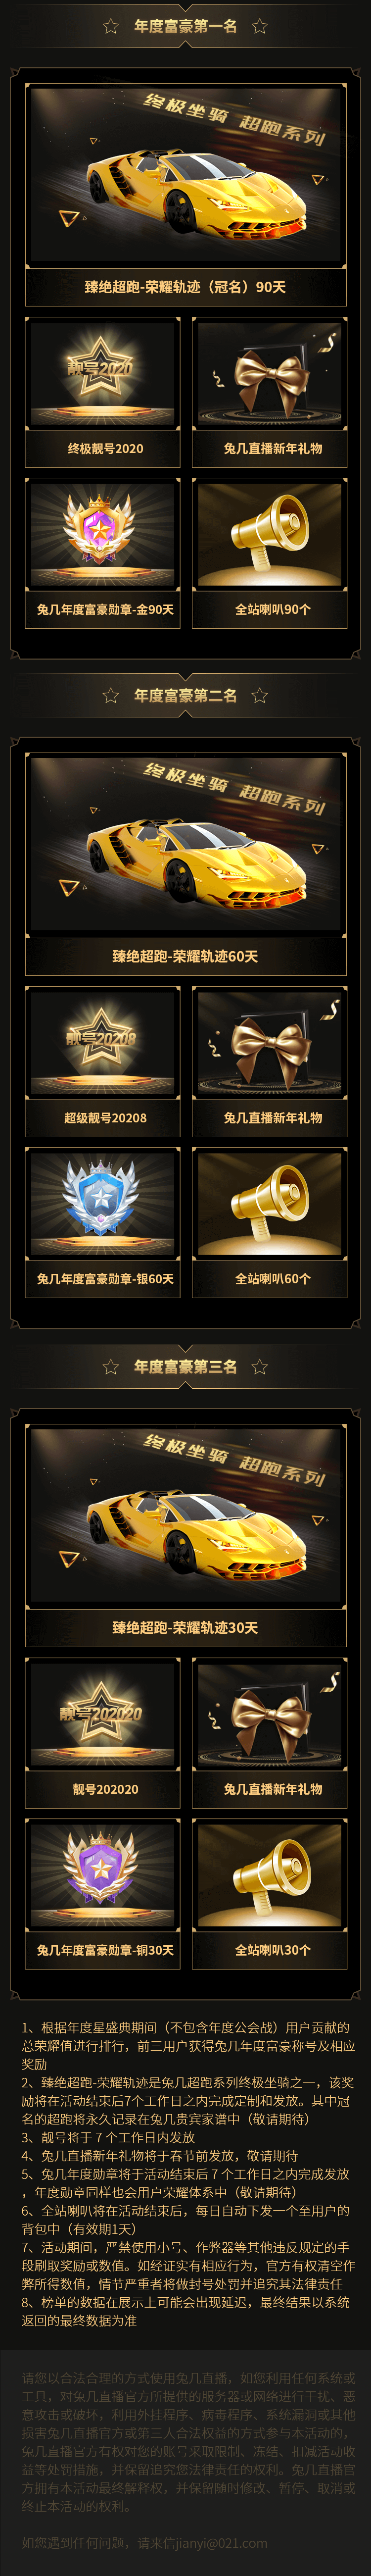 年度富豪第一名
终极坐骑 超跑系列
臻绝超跑-荣耀轨迹（冠名）90天
靓号2020
终极靓号2020
兔几直播新年礼物
兔几年度富豪勋章-金90天
全站喇叭90个
年度富豪第二名
终极坐骑 超跑系列
臻绝超跑-荣耀轨迹60天
靓号20208
超级靓号20208
兔几直播新年礼物
兔几年度富豪勋章-银60天
全站喇叭60个
年度富豪第三名
终极坐骑 超跑系列
臻绝超跑-荣耀轨迹30天
靓号202020
靓号202020
兔几直播新年礼物
兔几年度富豪勋章-铜30天
全站喇叭30个
1、根据年度星盛典期间（不包含年度公会战）用户贡献的
总荣耀值进行排行，前三用户获得兔几年度富豪称号及相应
奖励
2、臻绝超跑-荣耀轨迹是兔几超跑系列终极坐骑之一，该奖
励将在活动结束后7个工作日之内完成定制和发放。其中冠
名的超跑将永久记录在兔几贵宾家谱中（敬请期待）
3、靓号将于 7 个工作日内发放
4、兔几直播新年礼物将于春节前发放，敬请期待
5、兔几年度勋章将于活动结束后 7 个工作日之内完成发放
，年度勋章同样也会用户荣耀体系中（敬请期待）
6、全站喇叭将在活动结束后，每日自动下发一个至用户的
背包中（有效期1天）
7、活动期间，严禁使用小号、作弊器等其他违反规定的手
段刷取奖励或数值。如经证实有相应行为，官方有权清空作
弊所得数值，情节严重者将做封号处罚并追究其法律责任
8、榜单的数据在展示上可能会出现延迟，最终结果以系统
返回的最终数据为准
请您以合法合理的方式使用兔几直播，如您利用任何系统或
工具，对兔几直播官方所提供的服务器或网络进行干扰、恶
意攻击或破坏，利用外挂程序、病毒程序、系统漏洞或其他
损害兔几直播官方或第三人合法权益的方式参与本活动的，
兔几直播官方有权对您的账号采取限制、冻结、扣减活动收
益等处罚措施，并保留追究您法律责任的权利。兔几直播官
方拥有本活动最终解释权，并保留随时修改、暂停、取消或
终止本活动的权利。
如您遇到任何问题，请来信jianyi@021.com